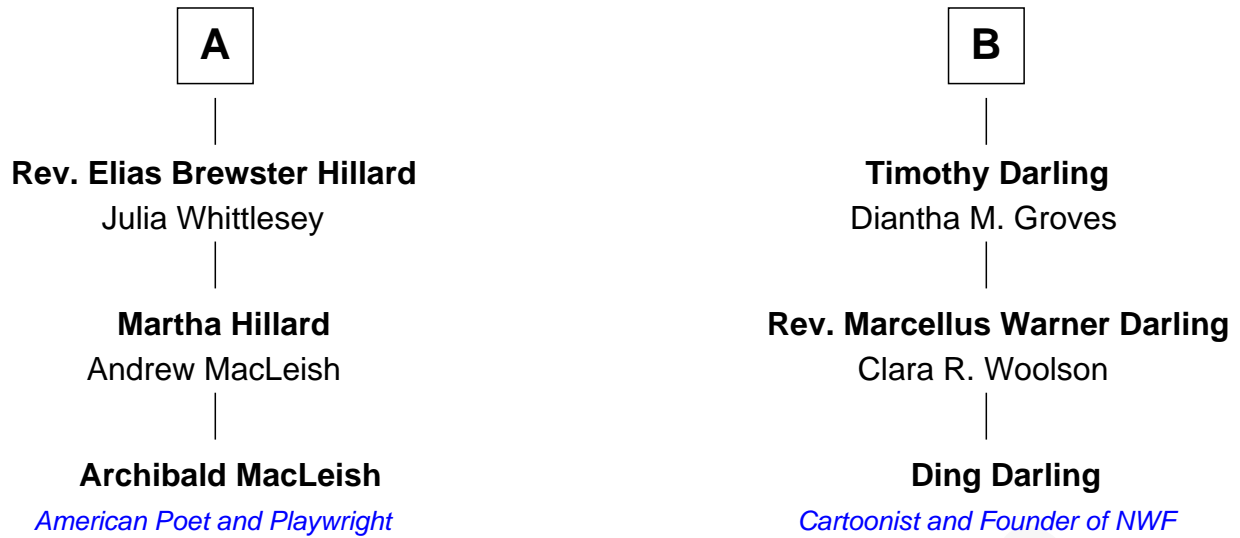 A
Rev. Elias Brewster Hillard
Julia Whittlesey
Martha Hillard
Andrew MacLeish
Archibald MacLeish
American Poet and Playwright
B
Timothy Darling
Diantha M. Groves
Rev. Marcellus Warner Darling
Clara R. Woolson
Ding Darling
Cartoonist and Founder of NWF